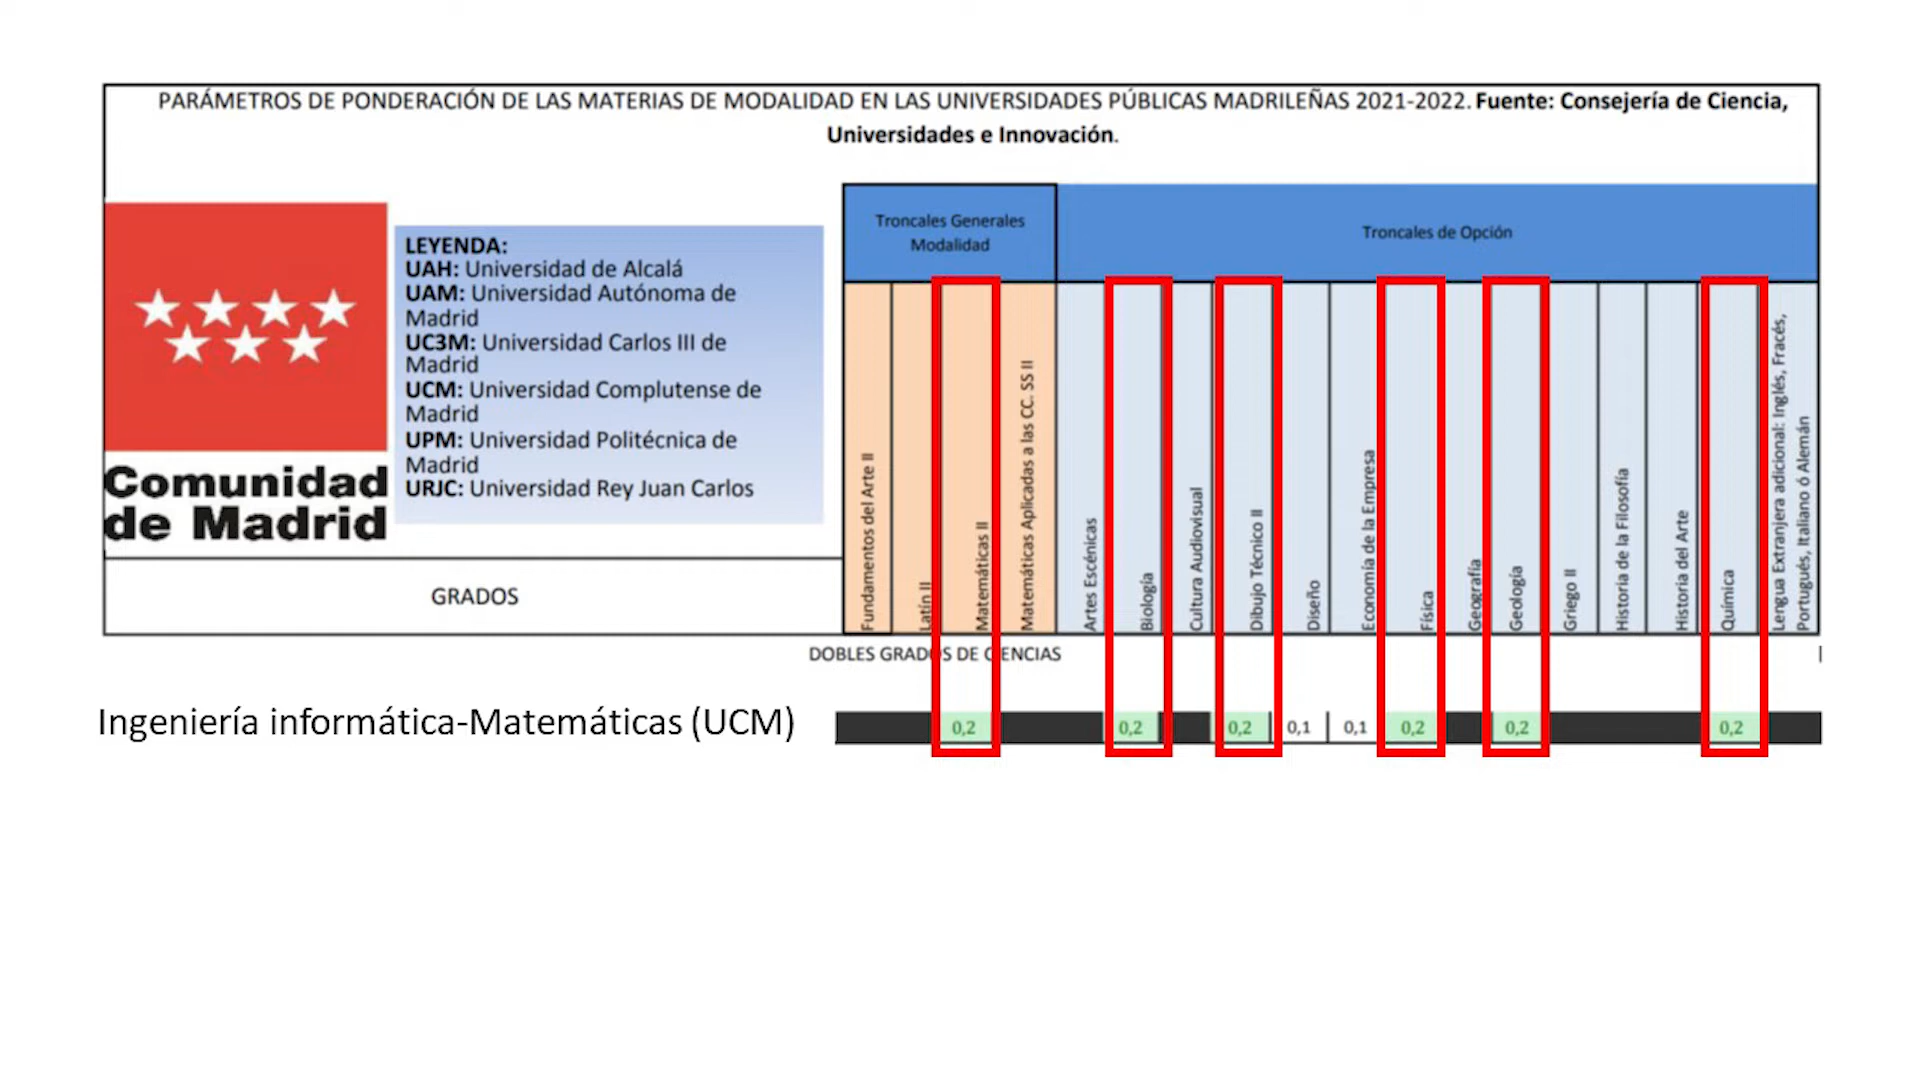 PARÁMETROS DE PONDERACIÓN DE LAS MATERIAS DE MODALIDAD EN LAS UNIVERSIDADES PÚBLICAS MADRILEÑAS 2021-2022. Fuente: Consejería de Ciencia,
Universidades e Innovación.
Comunidad
de Madrid
LEYENDA:
UAH: Universidad de Alcalá
UAM: Universidad Autónoma de
Madrid
UC3M: Universidad Carlos III de
Madrid
UCM: Universidad Complutense de
Madrid
UPM: Universidad Politécnica de
Madrid
URJC: Universidad Rey Juan Carlos
Troncales Generales
Modalidad
Troncales de Opción
GRADOS
Fundamentos del Arte II
Latín II
Matemáticas II
Matemáticas Aplicadas a las CC. SS II
Artes Escénicas
Biología
Cultura Audiovisual
Dibujo Técnico II
Diseño
Economía de la Empresa
Física
Geografía
Geología
Griego II
Historia de la Filosofía
Historia del Arte
Química
Lengua Extranjera adicional: Inglés, Fracés,
Portugués, Italiano ó Alemán
DOBLES GRADOS DE CIENCIAS
Ingeniería informática-Matemáticas (UCM)
0,2 0,2 0,2 0,1 0,1 0,2 0,2 0,2